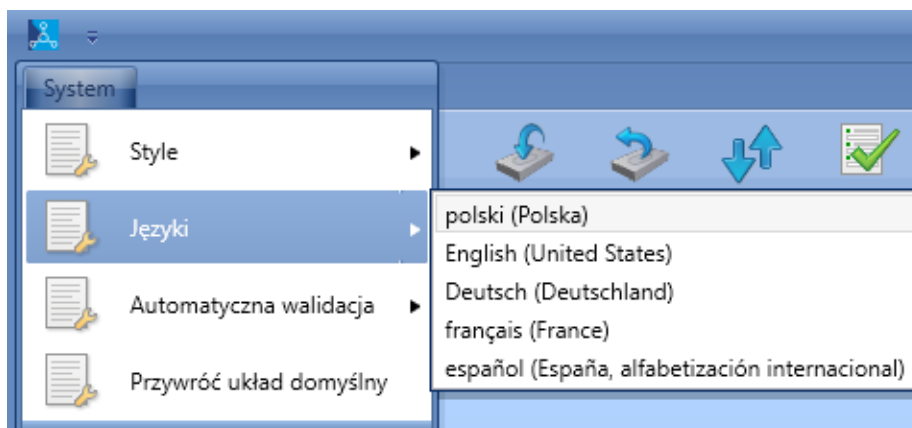 System
Style
Języki
Automatyczna walidacja
Przywróć układ domyślny
polski (Polska)
English (United States)
Deutsch (Deutschland)
français (France)
español (España, alfabetización internacional)